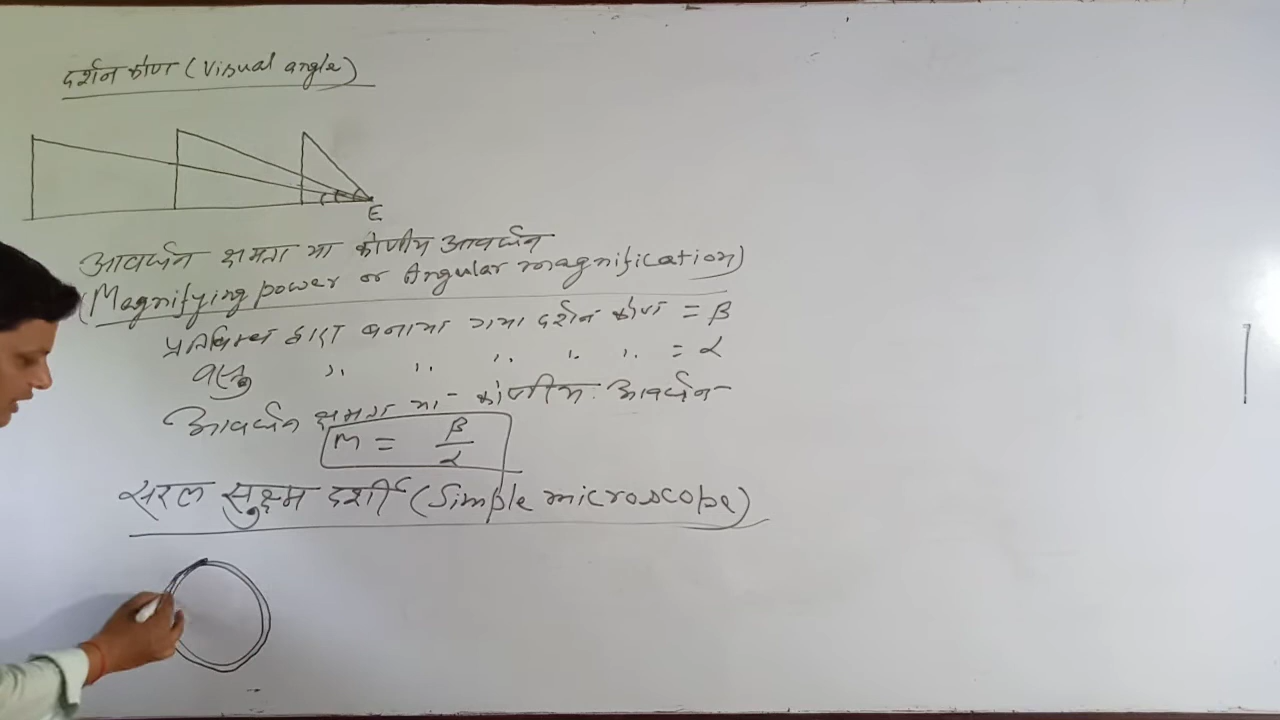 दर्शन कोण (Visual angle)
E
आवर्धन क्षमता या कोणीय आवर्धन
(Magnifying power or Angular magnification)
प्रतिबिम्ब द्वारा बनाया गया दर्शन कोण = β
वस्तु ,, ,, ,, ,, ,, = α
आवर्धन क्षमता या कोणीय आवर्धन
M = β/α
सरल सुक्ष्म दर्शी (Simple microscope)